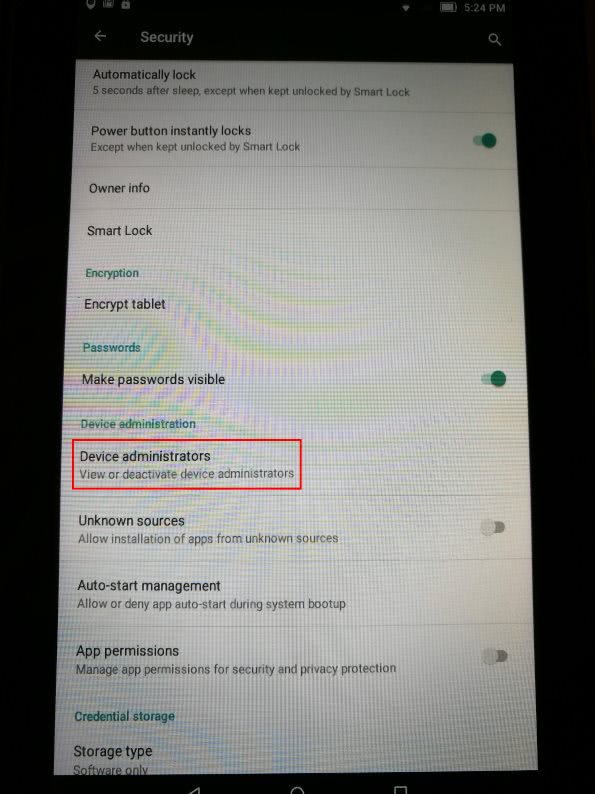 5:24 PM
Security
Automatically lock
5 seconds after sleep, except when kept unlocked by Smart Lock
Power button instantly locks
Except when kept unlocked by Smart Lock
Owner info
Smart Lock
Encryption
Encrypt tablet
Passwords
Make passwords visible
Device administration
Device administrators
View or deactivate device administrators
Unknown sources
Allow installation of apps from unknown sources
Auto-start management
Allow or deny app auto-start during system bootup
App permissions
Manage app permissions for security and privacy protection
Credential storage
Storage type
Software only